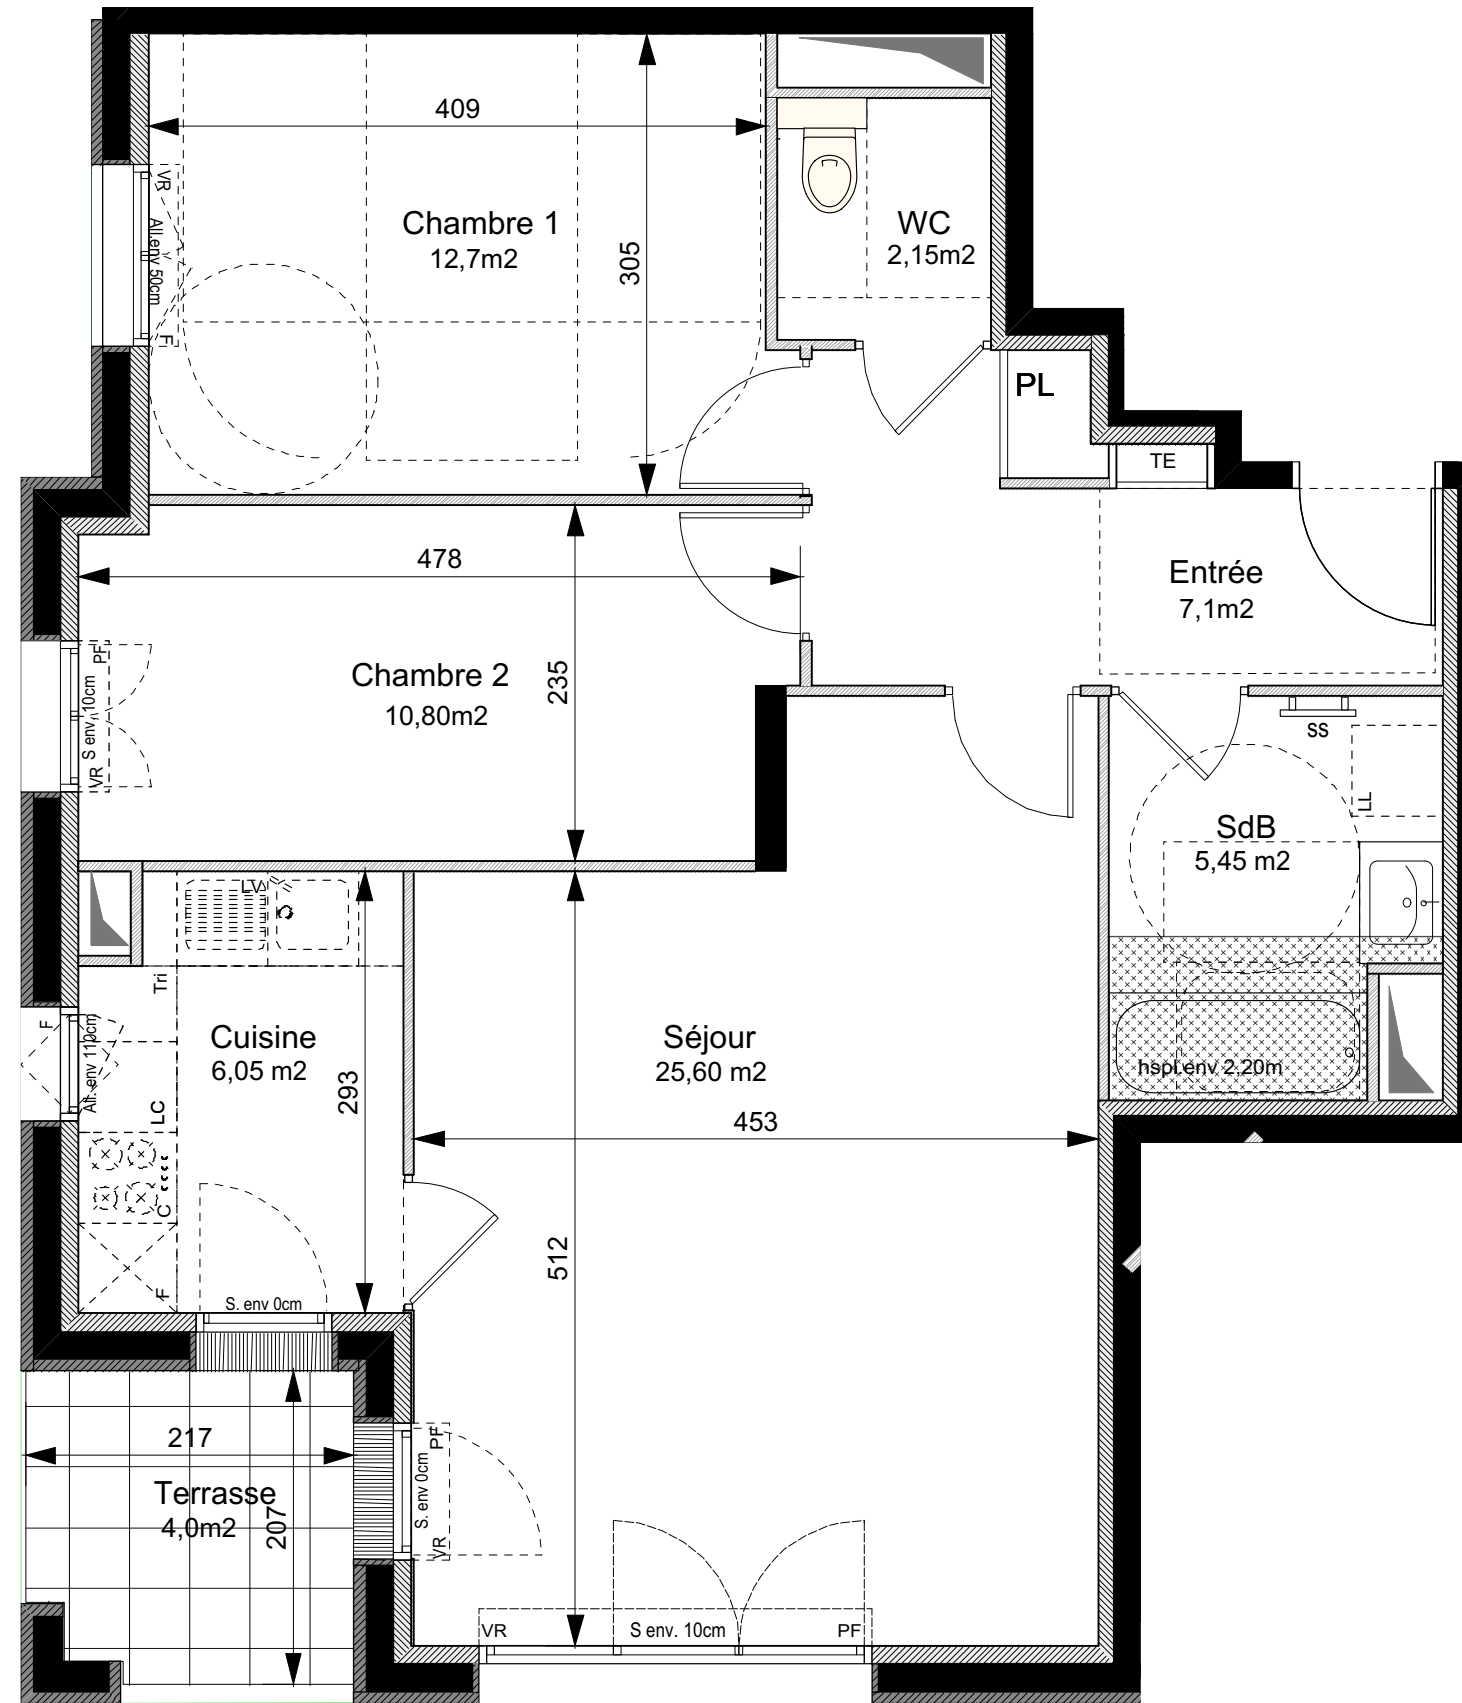 409
Chambre 1
12,7m2
305
VR
All.env 50cm
F
WC
2,15m2
PL
TE
Entrée
7,1m2
478
Chambre 2
10,80m2
235
PF
S env. 10cm
VR
SS
LL
SdB
5,45 m2
hspl.env 2,20m
LV
Tri
F
All. env 110cm
Cuisine
6,05 m2
293
LC
C
F
S. env 0cm
Séjour
25,60 m2
453
512
217
Terrasse
4,0m2
207
PF
S. env 0cm
VR
VR
S env. 10cm
PF